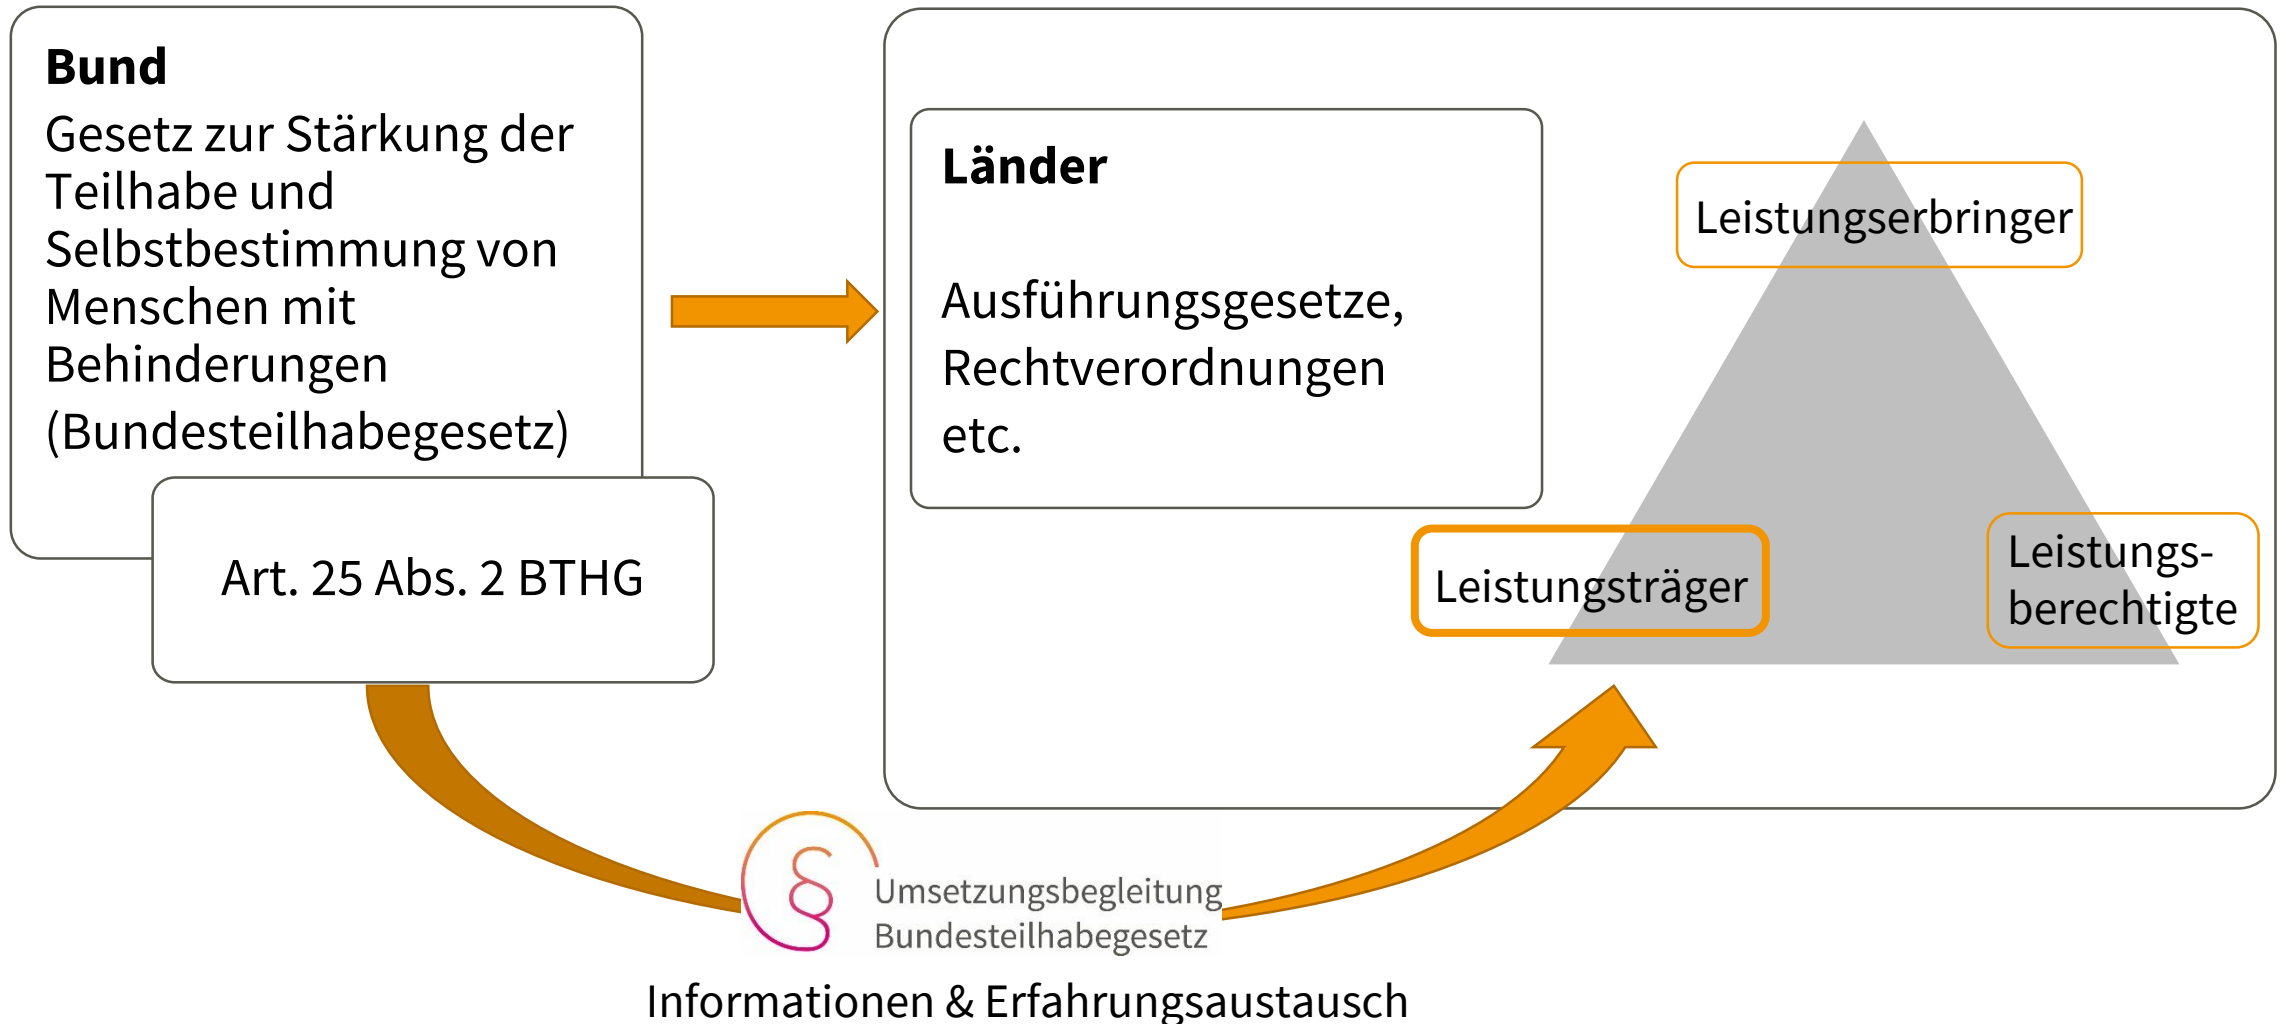 Bund
Gesetz zur Stärkung der
Teilhabe und
Selbstbestimmung von
Menschen mit
Behinderungen
(Bundesteilhabegesetz)
Art. 25 Abs. 2 BTHG
Länder
Ausführungsgesetze,
Rechtverordnungen
etc.
Leistungserbringer
Leistungsträger
Leistungs-
berechtigte
Umsetzungsbegleitung
Bundesteilhabegesetz
Informationen & Erfahrungsaustausch